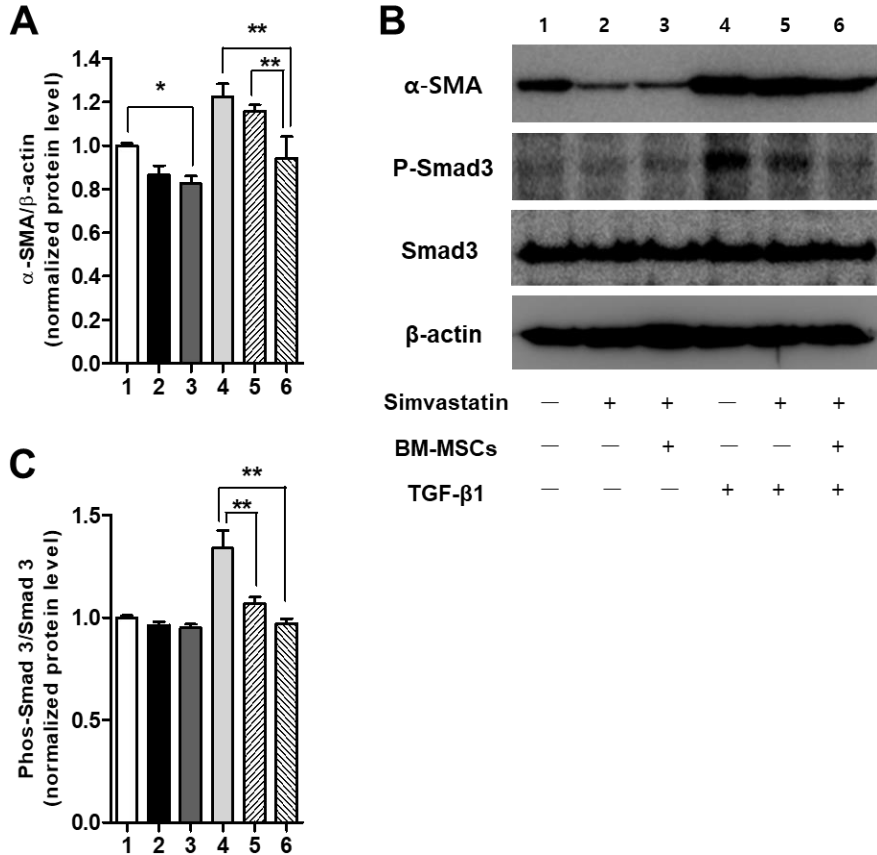 A
α-SMA/β-actin
(normalized protein level)
1.4
1.2
1.0
0.8
0.6
0.4
0.2
0.0
*
**
**
1 2 3 4 5 6
B
1 2 3 4 5 6
α-SMA
P-Smad3
Smad3
β-actin
Simvastatin — + + — + +
BM-MSCs — — + — — +
TGF-β1 — — — + + +
C
Phos-Smad 3/Smad 3
(normalized protein level)
1.5
1.0
0.5
0.0
**
**
1 2 3 4 5 6